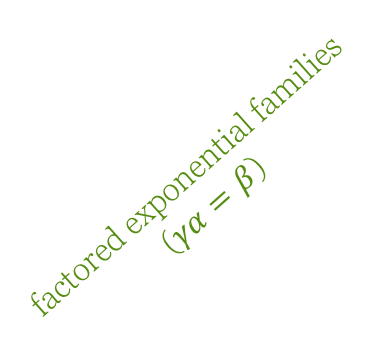 factored exponential families
(γα = β)